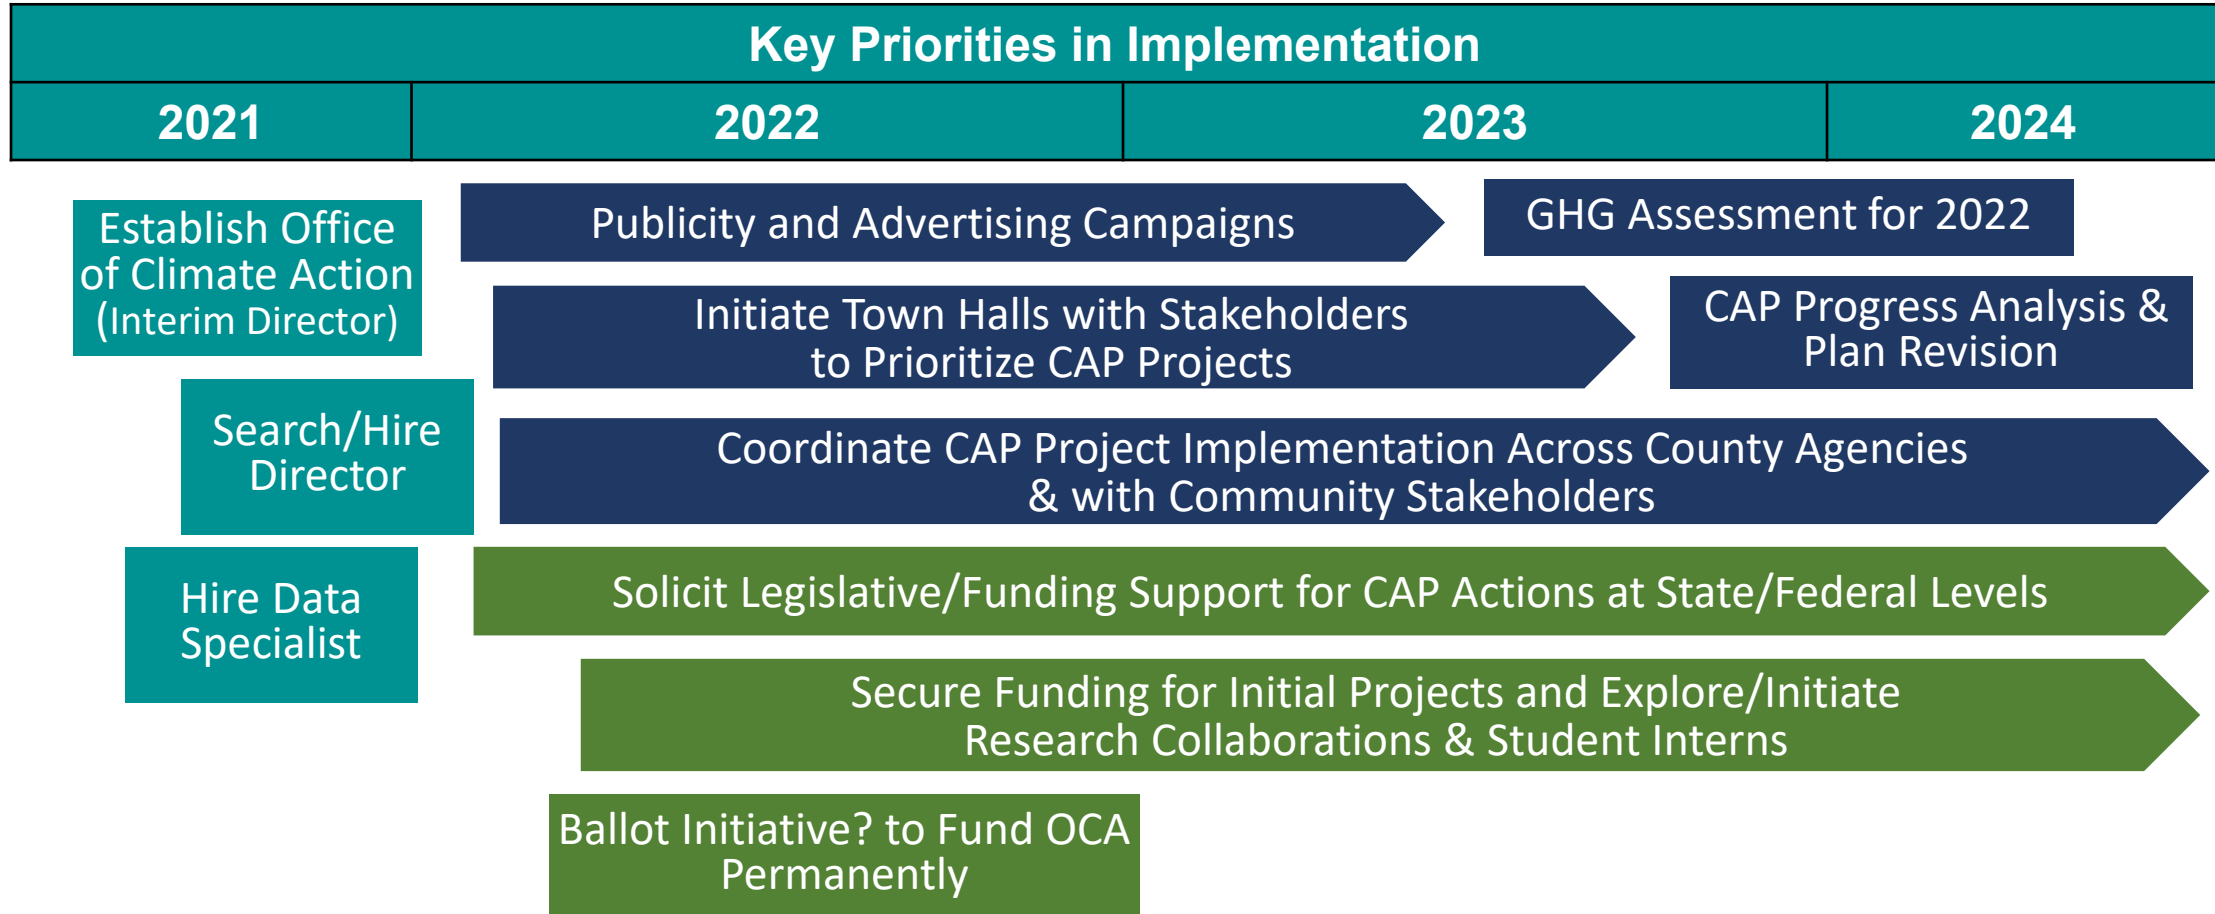 Key Priorities in Implementation
2021
2022
2023
2024
Establish Office
of Climate Action
(Interim Director)
Publicity and Advertising Campaigns
GHG Assessment for 2022
Initiate Town Halls with Stakeholders
to Prioritize CAP Projects
CAP Progress Analysis &
Plan Revision
Search/Hire
Director
Coordinate CAP Project Implementation Across County Agencies
& with Community Stakeholders
Hire Data
Specialist
Solicit Legislative/Funding Support for CAP Actions at State/Federal Levels
Secure Funding for Initial Projects and Explore/Initiate
Research Collaborations & Student Interns
Ballot Initiative? to Fund OCA
Permanently